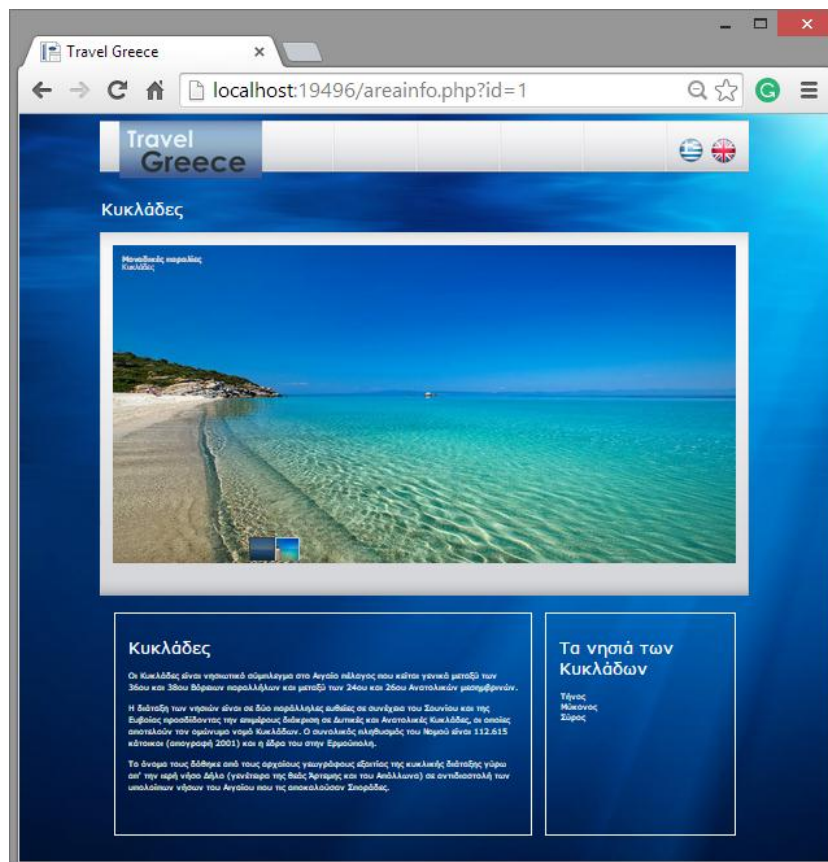 Travel Greece
localhost:19496/areainfo.php?id=1
Travel
Greece
Κυκλάδες
Μοναδικές παραλίες
Κυκλάδες
Κυκλάδες
Οι Κυκλάδες είναι νησιωτικό σύμπλεγμα στο Αιγαίο πέλαγος που κείται γενικά μεταξύ των
36ου και 38ου Βόρειων παραλλήλων και μεταξύ των 24ου και 26ου Ανατολικών μεσημβρινών.
Η διάταξη των νησιών είναι σε δύο παράλληλες ευθείες σε συνέχεια του Σουνίου και της
Ευβοίας προσδίδοντας την επιμέρους διάκριση σε Δυτικές και Ανατολικές Κυκλάδες, οι οποίες
αποτελούν τον ομώνυμο νομό Κυκλάδων. Ο συνολικός πληθυσμός του Νομού είναι 112.615
κάτοικοι (απογραφή 2001) και η έδρα του στην Ερμούπολη.
Το όνομα τους δόθηκε από τους αρχαίους γεωγράφους εξαιτίας της κυκλικής διάταξης γύρω
απ' την ιερή νήσο Δήλο (γενέτειρα της θεάς Άρτεμης και του Απόλλωνα) σε αντιδιαστολή των
υπολοίπων νήσων του Αιγαίου που τις αποκαλούσαν Σποράδες.
Τα νησιά των
Κυκλάδων
Τήνος
Μύκονος
Σύρος